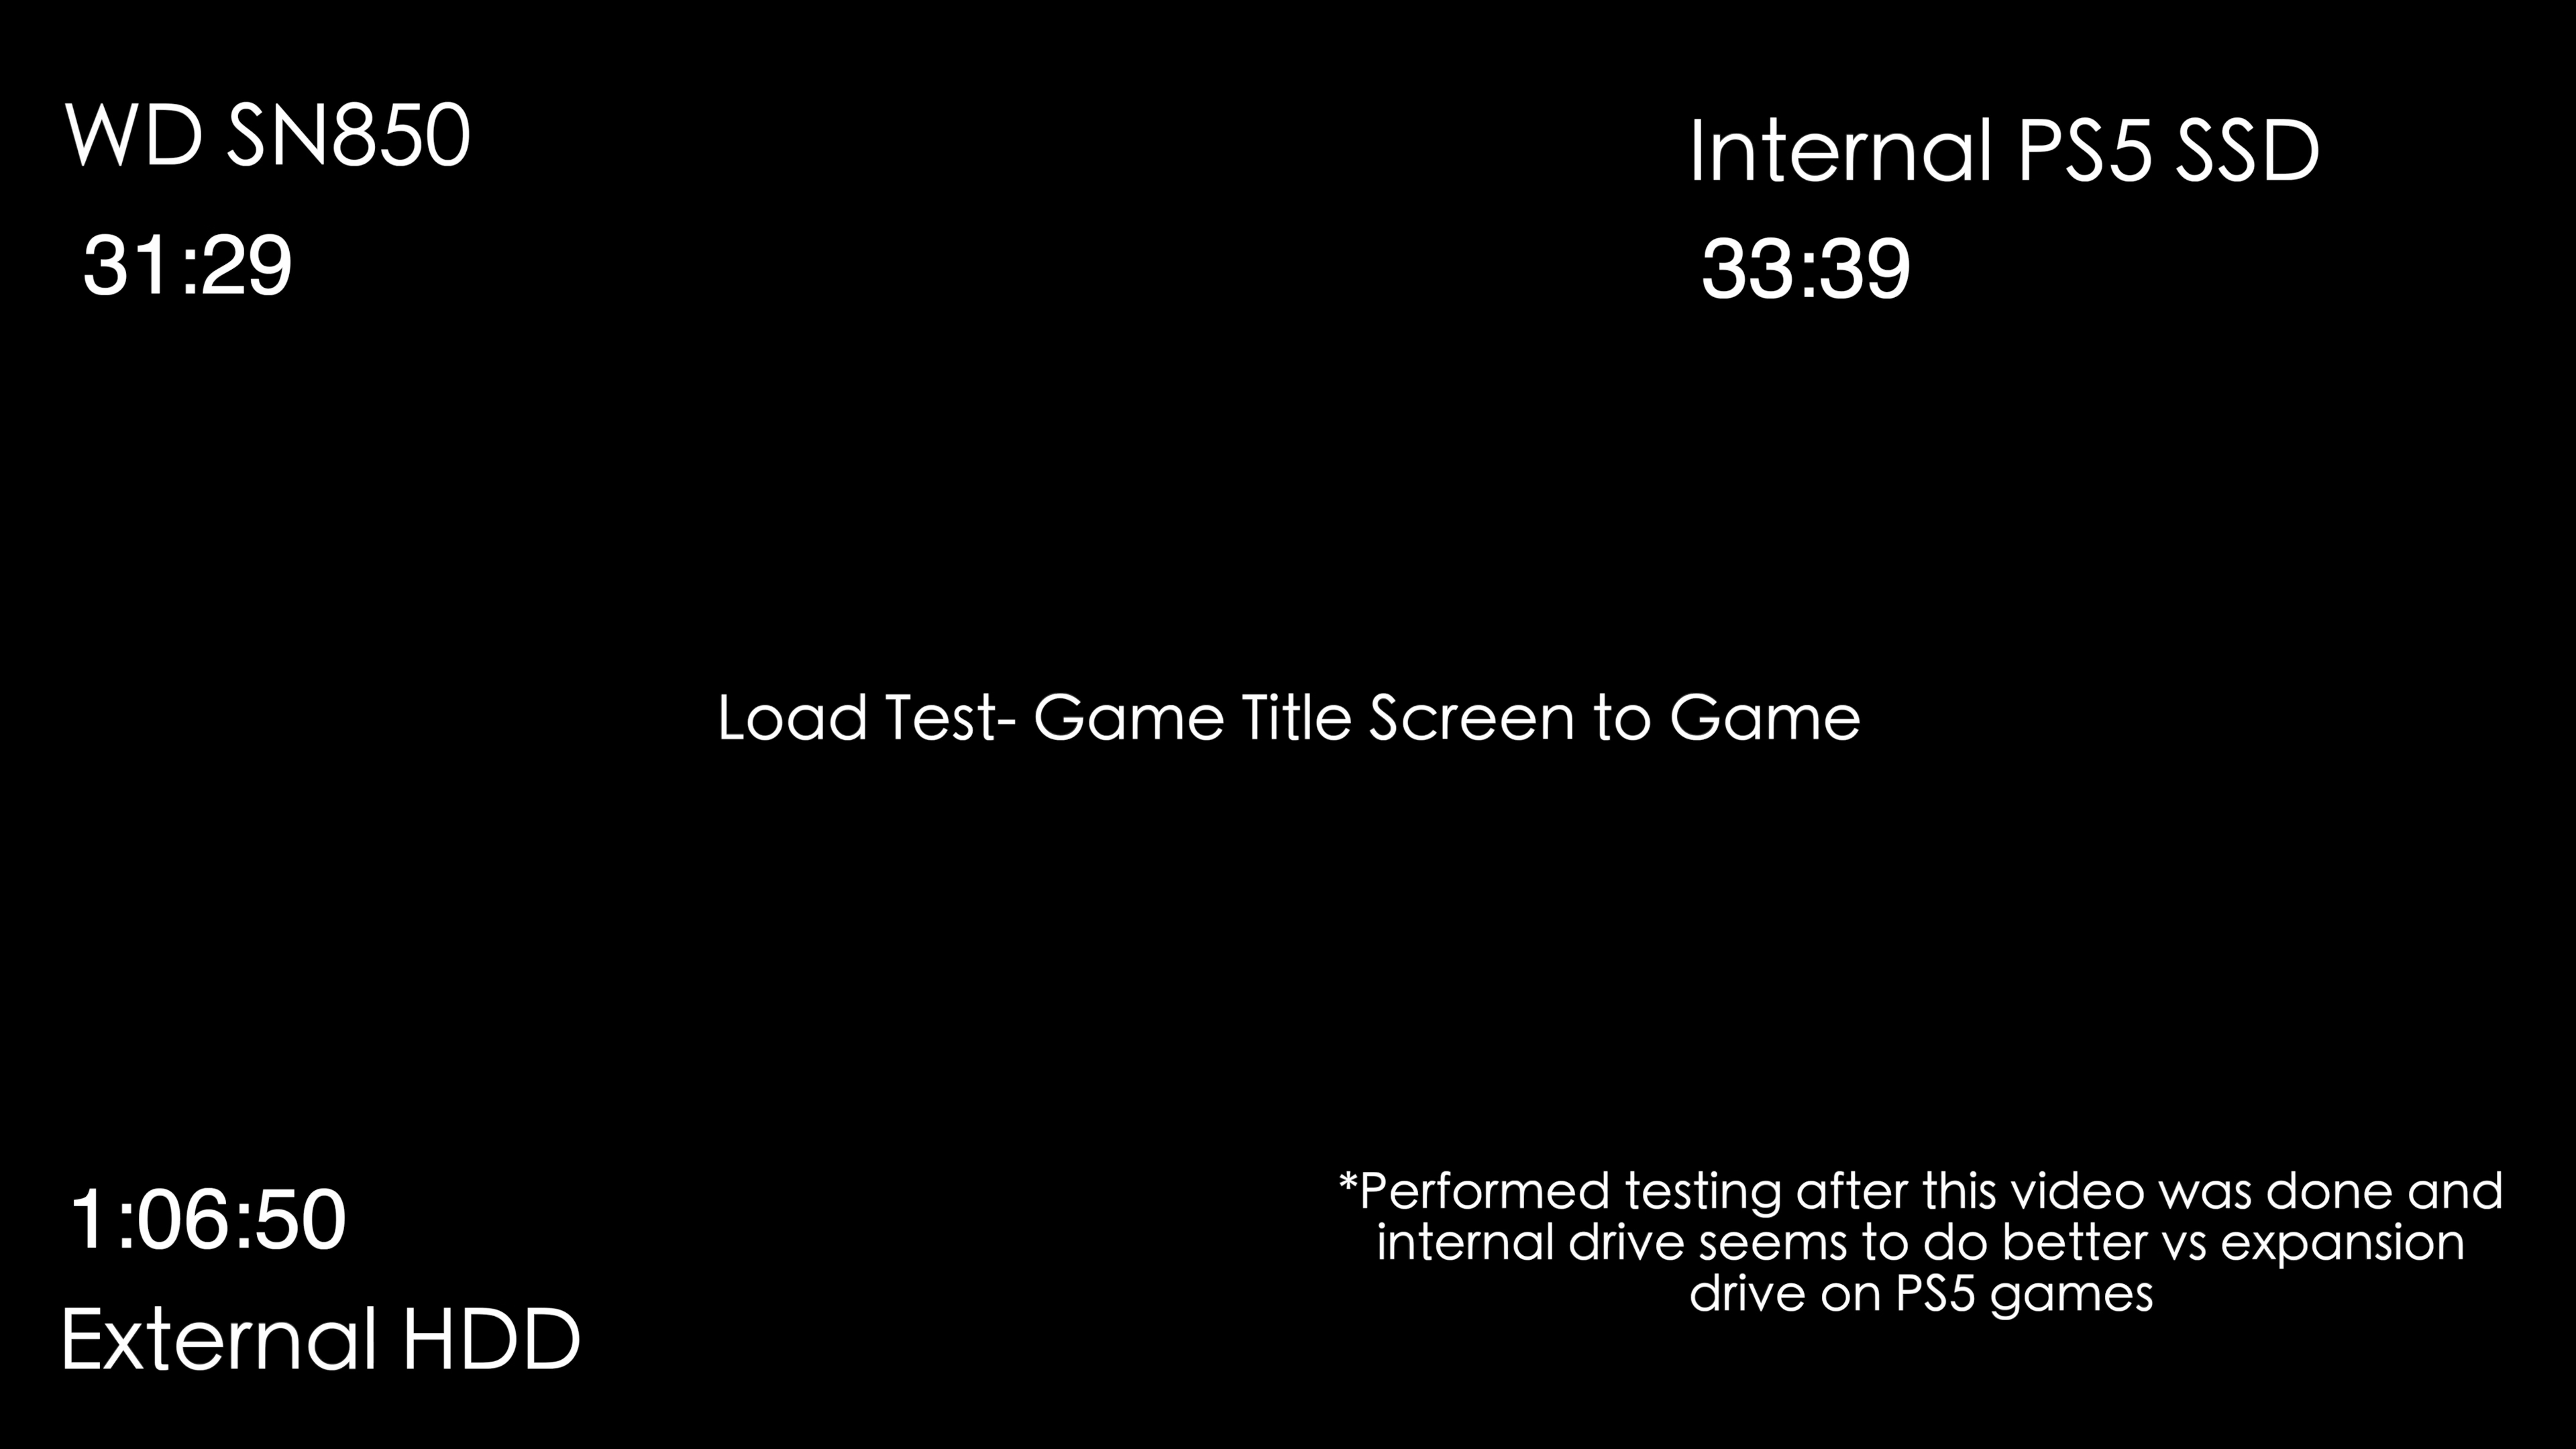 WD SN850
31:29
Internal PS5 SSD
33:39
Load Test- Game Title Screen to Game
1:06:50
External HDD
*Performed testing after this video was done and
internal drive seems to do better vs expansion
drive on PS5 games